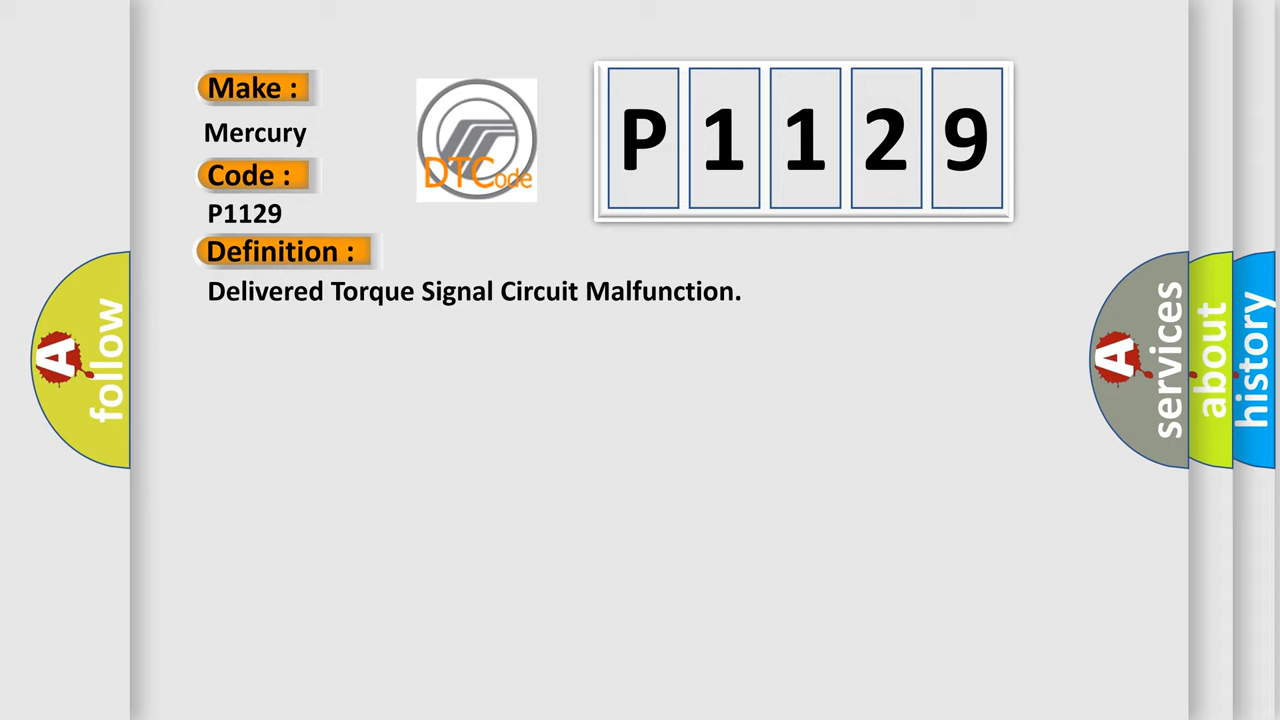 Make :
Mercury
Code :
P1129
Definition :
Delivered Torque Signal Circuit Malfunction.
DTCode
P 1 1 2 9
A follow
A services
about
history